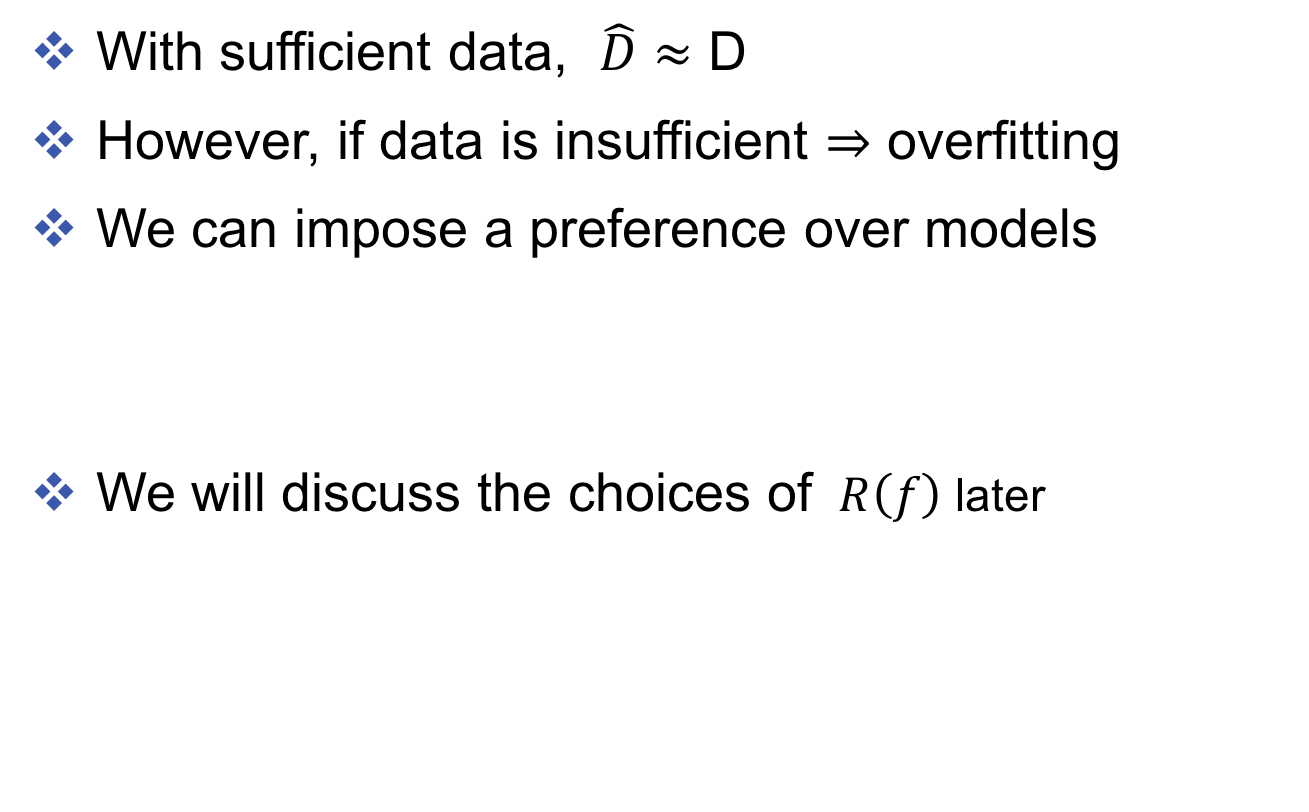 ❖ With sufficient data, D̂ ≈ D
❖ However, if data is insufficient ⇒ overfitting
❖ We can impose a preference over models
❖ We will discuss the choices of R(f) later